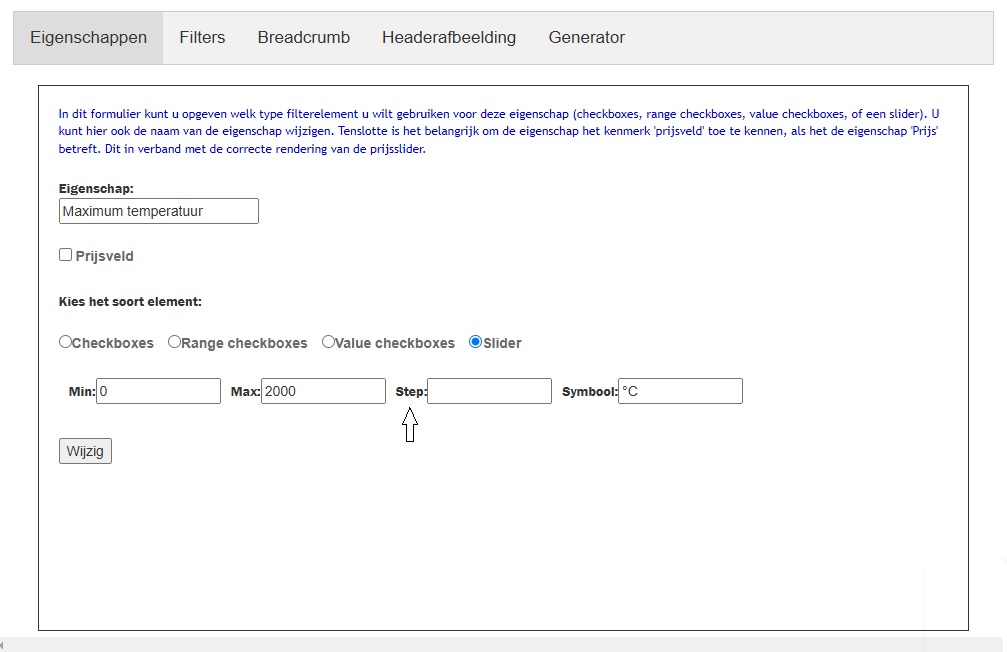 Eigenschappen Filters Breadcrumb Headerafbeelding Generator
In dit formulier kunt u opgeven welk type filterelement u wilt gebruiken voor deze eigenschap (checkboxes, range checkboxes, value checkboxes, of een slider). U
kunt hier ook de naam van de eigenschap wijzigen. Tenslotte is het belangrijk om de eigenschap het kenmerk 'prijsveld' toe te kennen, als het de eigenschap 'Prijs'
betreft. Dit in verband met de correcte rendering van de prijsslider.
Eigenschap:
Maximum temperatuur
Prijsveld
Kies het soort element:
Checkboxes Range checkboxes Value checkboxes Slider
Min: 0 Max: 2000 Step: Symbool: °C
Wijzig